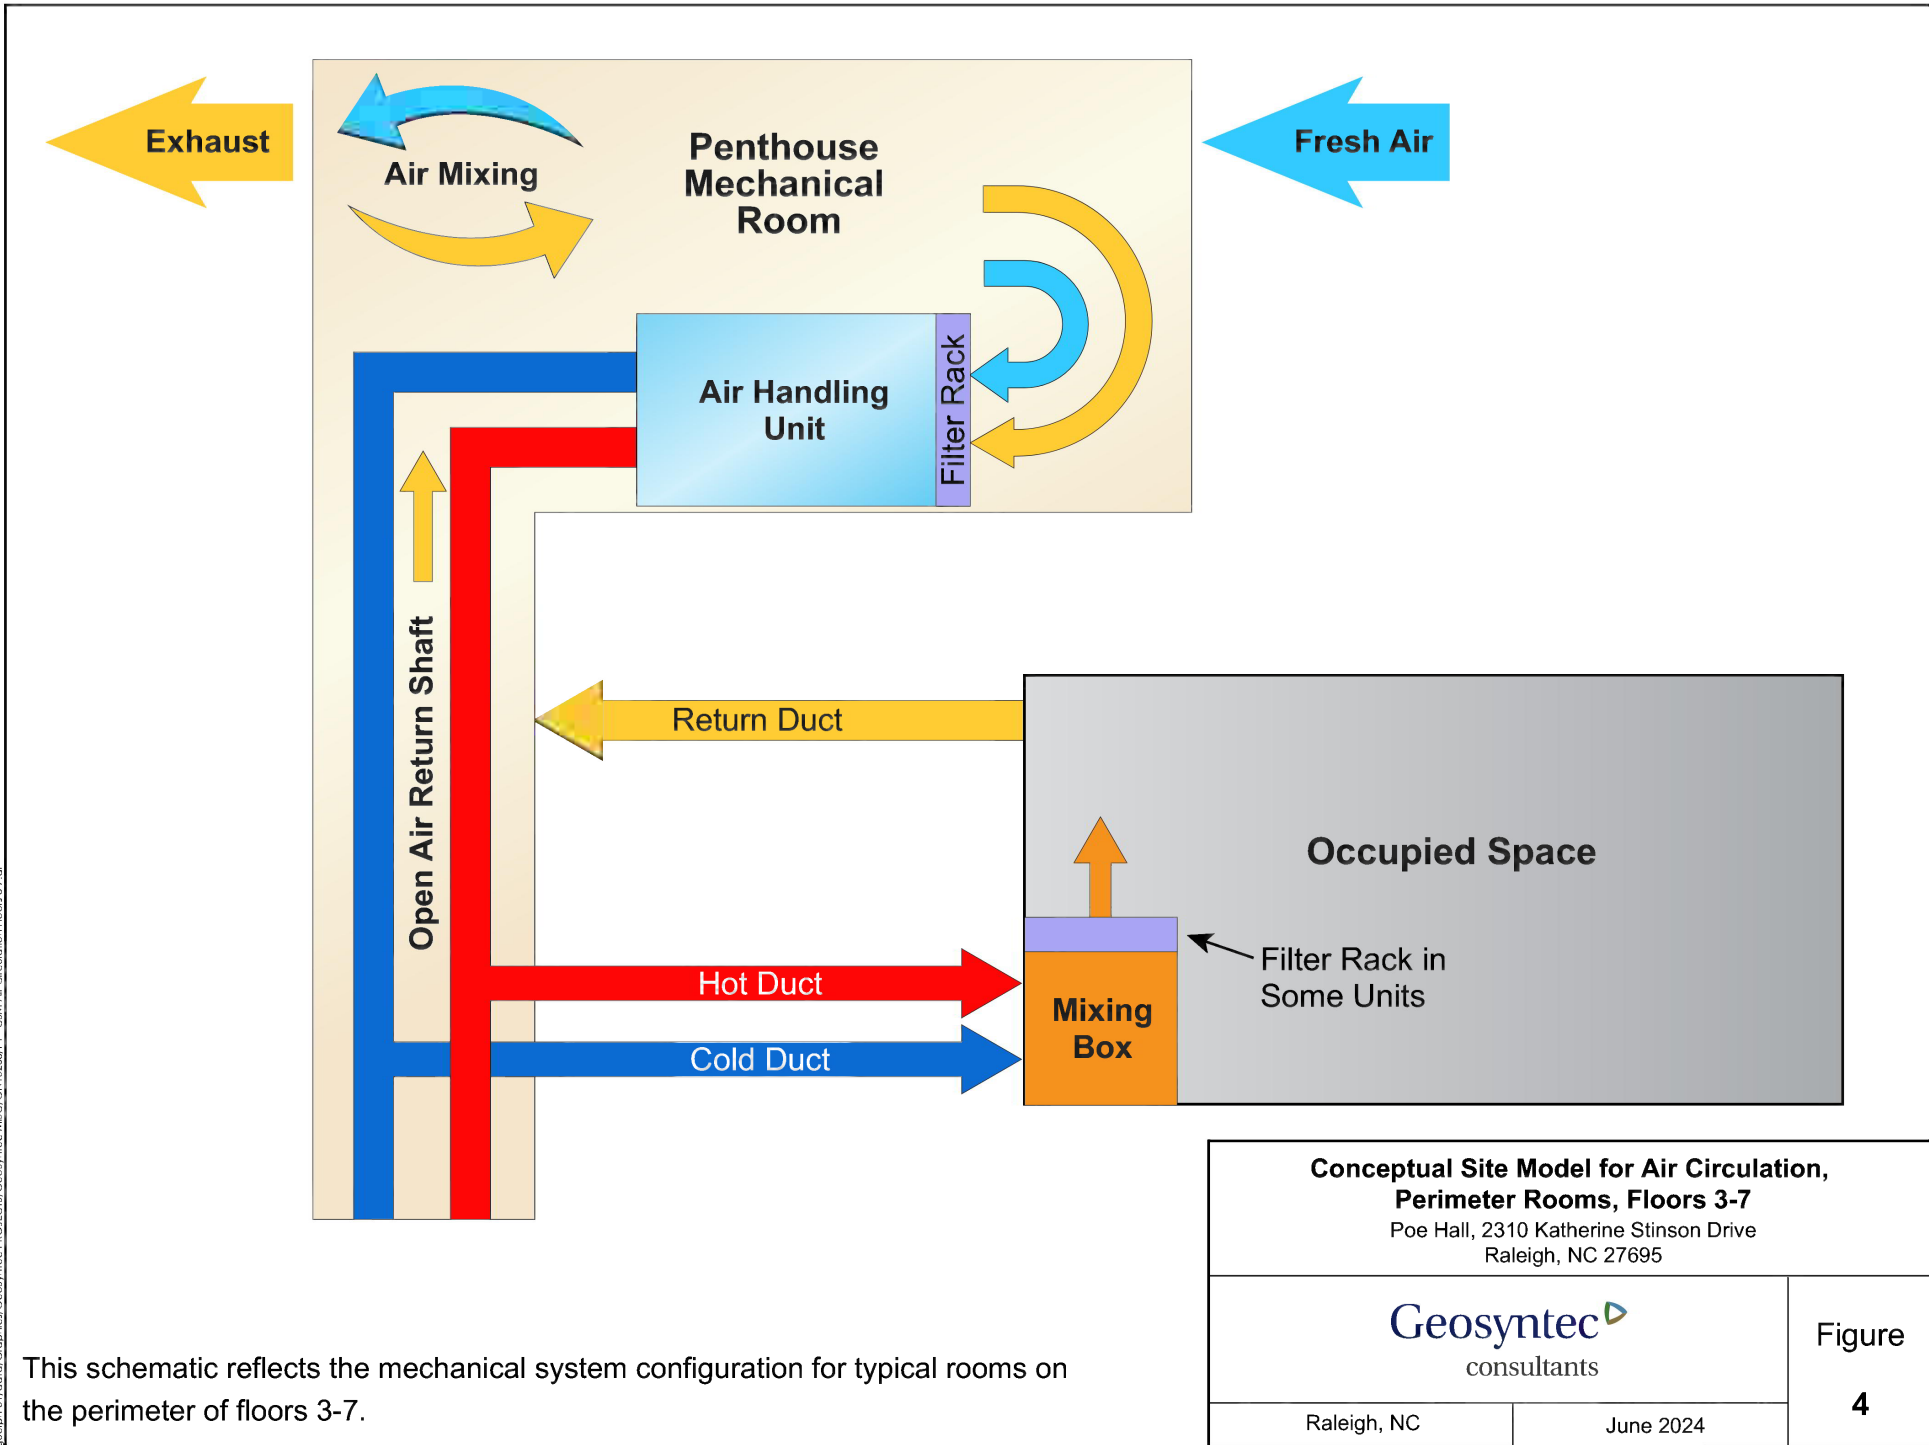 Exhaust
Air Mixing
Penthouse
Mechanical
Room
Fresh Air
Air Handling
Unit
Filter Rack
Open Air Return Shaft
Return Duct
Occupied Space
Hot Duct
Cold Duct
Mixing
Box
Filter Rack in
Some Units
Conceptual Site Model for Air Circulation,
Perimeter Rooms, Floors 3-7
Poe Hall, 2310 Katherine Stinson Drive
Raleigh, NC 27695
Geosyntec
consultants
Figure
4
Raleigh, NC
June 2024
This schematic reflects the mechanical system configuration for typical rooms on
the perimeter of floors 3-7.